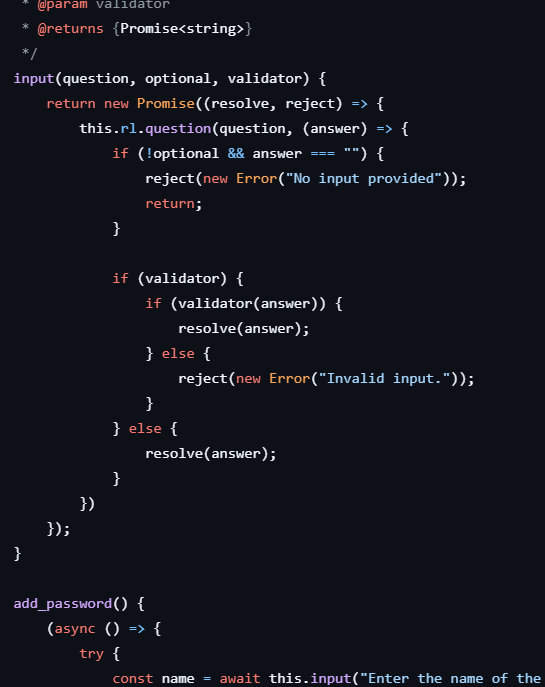 * @param validator
* @returns {Promise<string>}
*/
input(question, optional, validator) {
    return new Promise((resolve, reject) => {
        this.rl.question(question, (answer) => {
            if (!optional && answer === "") {
                reject(new Error("No input provided"));
                return;
            }

            if (validator) {
                if (validator(answer)) {
                    resolve(answer);
                } else {
                    reject(new Error("Invalid input."));
                }
            } else {
                resolve(answer);
            }
        })
    });
}

add_password() {
    (async () => {
        try {
            const name = await this.input("Enter the name of the